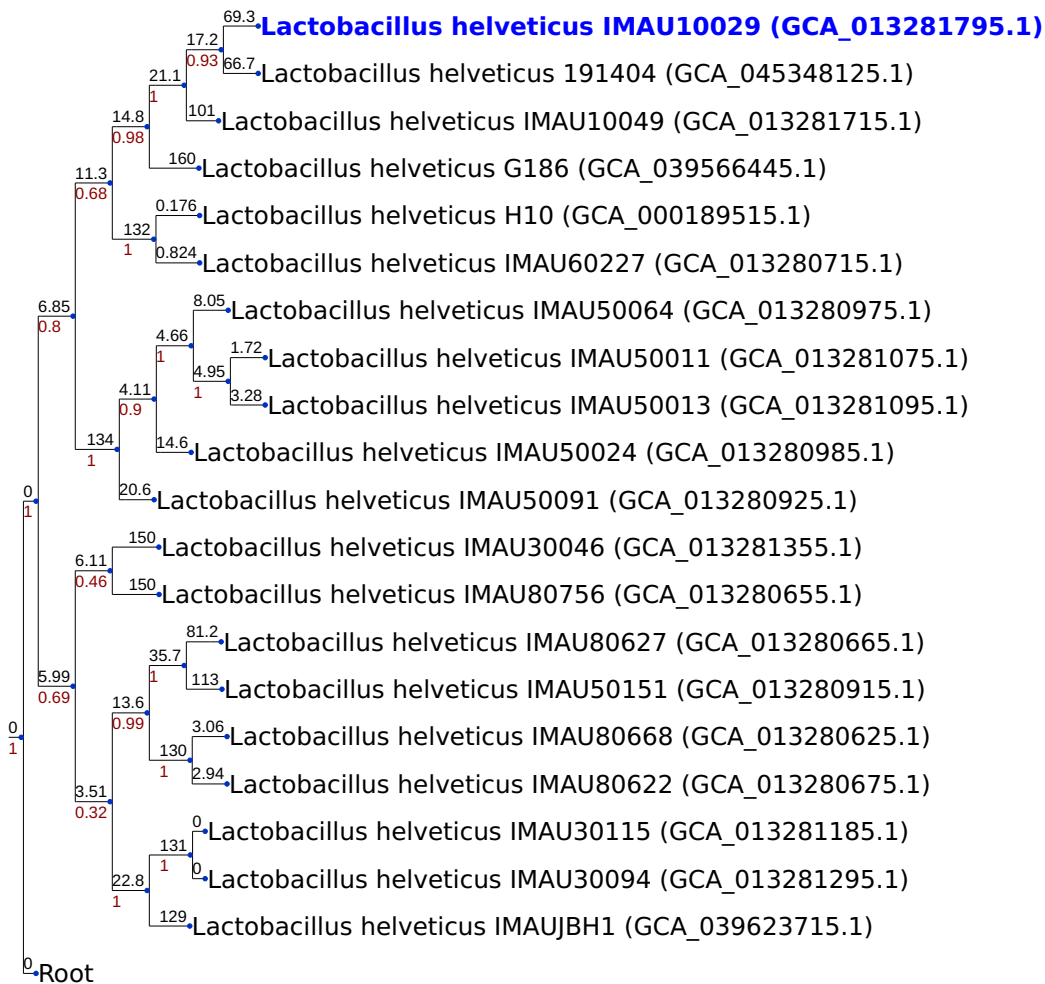 69.3
Lactobacillus helveticus IMAU10029 (GCA_013281795.1)
17.2
0.93
66.7
Lactobacillus helveticus 191404 (GCA_045348125.1)
21.1
1
101
Lactobacillus helveticus IMAU10049 (GCA_013281715.1)
14.8
0.98
160
Lactobacillus helveticus G186 (GCA_039566445.1)
11.3
0.68
0.176
Lactobacillus helveticus H10 (GCA_000189515.1)
132
1
0.824
Lactobacillus helveticus IMAU60227 (GCA_013280715.1)
6.85
0.8
8.05
Lactobacillus helveticus IMAU50064 (GCA_013280975.1)
4.66
1
1.72
Lactobacillus helveticus IMAU50011 (GCA_013281075.1)
4.95
1
3.28
Lactobacillus helveticus IMAU50013 (GCA_013281095.1)
4.11
0.9
14.6
Lactobacillus helveticus IMAU50024 (GCA_013280985.1)
134
1
20.6
Lactobacillus helveticus IMAU50091 (GCA_013280925.1)
0
1
150
Lactobacillus helveticus IMAU30046 (GCA_013281355.1)
6.11
0.46
150
Lactobacillus helveticus IMAU80756 (GCA_013280655.1)
81.2
Lactobacillus helveticus IMAU80627 (GCA_013280665.1)
35.7
1
113
Lactobacillus helveticus IMAU50151 (GCA_013280915.1)
5.99
0.69
13.6
0.99
3.06
Lactobacillus helveticus IMAU80668 (GCA_013280625.1)
0
1
130
1
2.94
Lactobacillus helveticus IMAU80622 (GCA_013280675.1)
3.51
0.32
0
Lactobacillus helveticus IMAU30115 (GCA_013281185.1)
131
1
0
Lactobacillus helveticus IMAU30094 (GCA_013281295.1)
22.8
1
129
Lactobacillus helveticus IMAUJBH1 (GCA_039623715.1)
0
Root